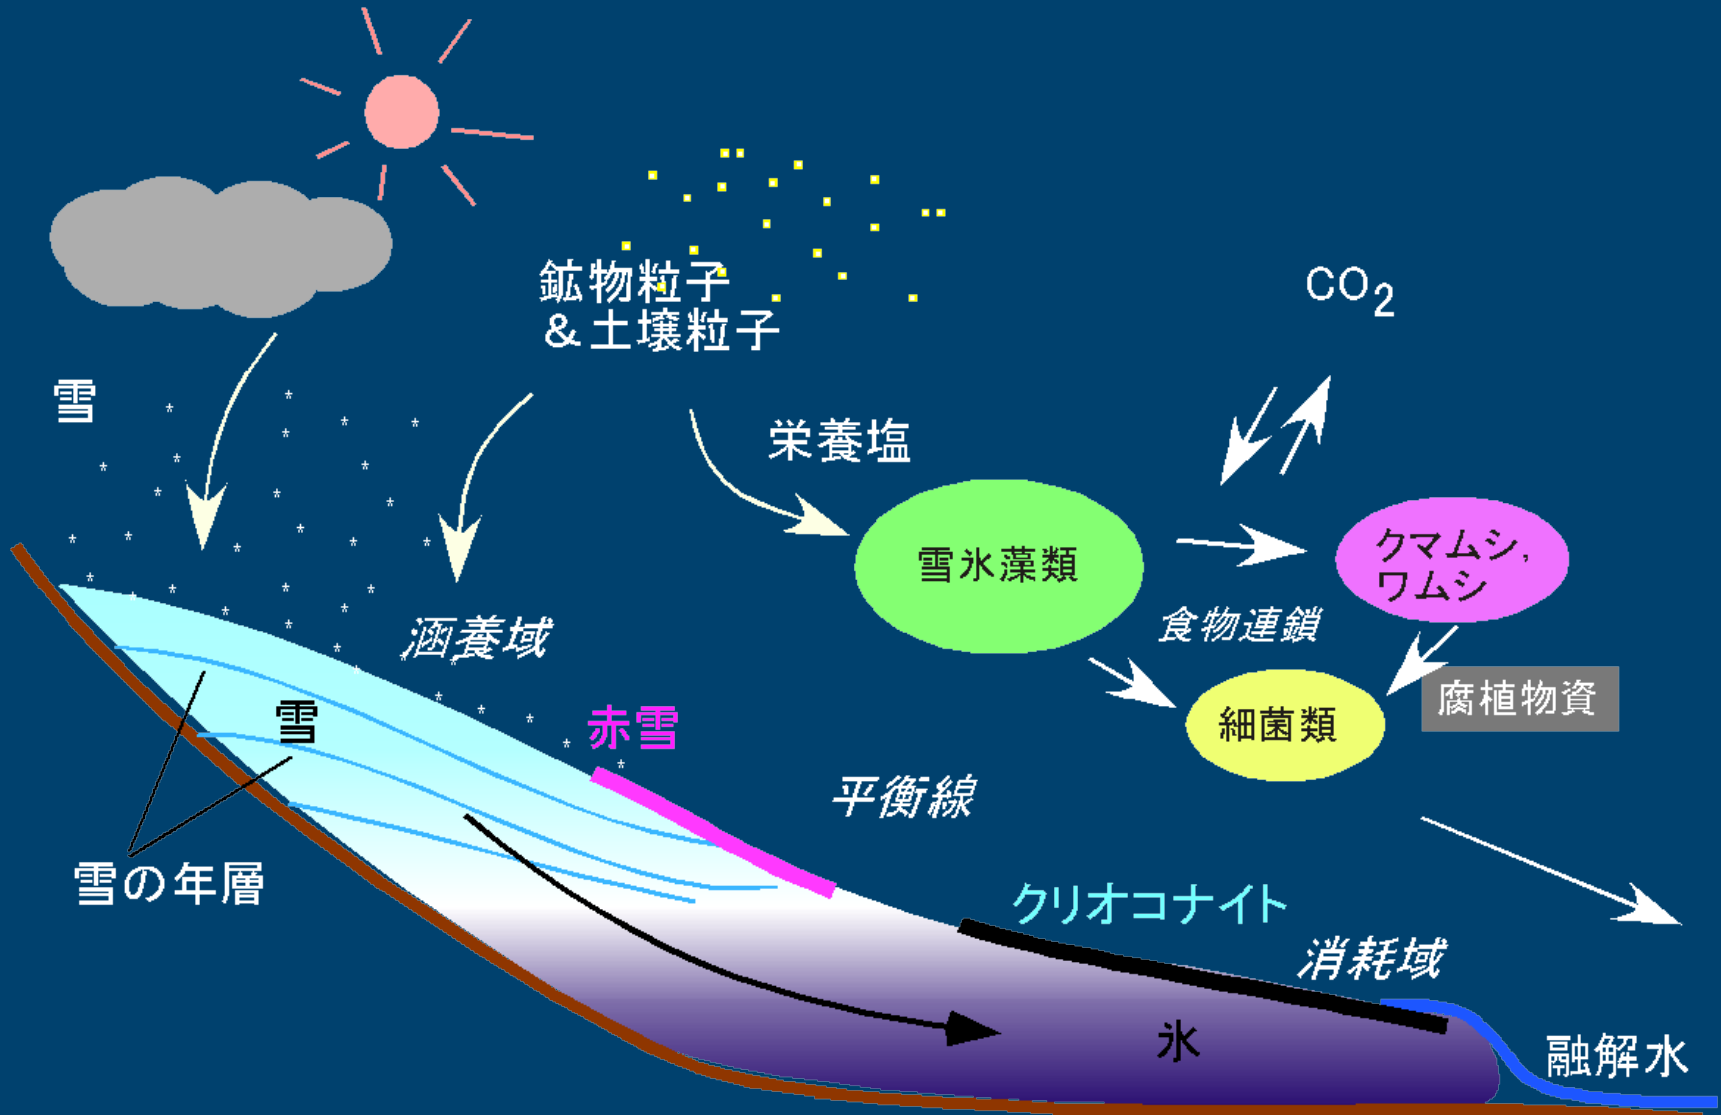 鉱物粒子
&土壌粒子
CO2
雪
栄養塩
雪氷藻類
クマムシ,
ワムシ
食物連鎖
涵養域
腐植物資
細菌類
雪
赤雪
平衡線
雪の年層
クリオコナイト
消耗域
氷
融解水